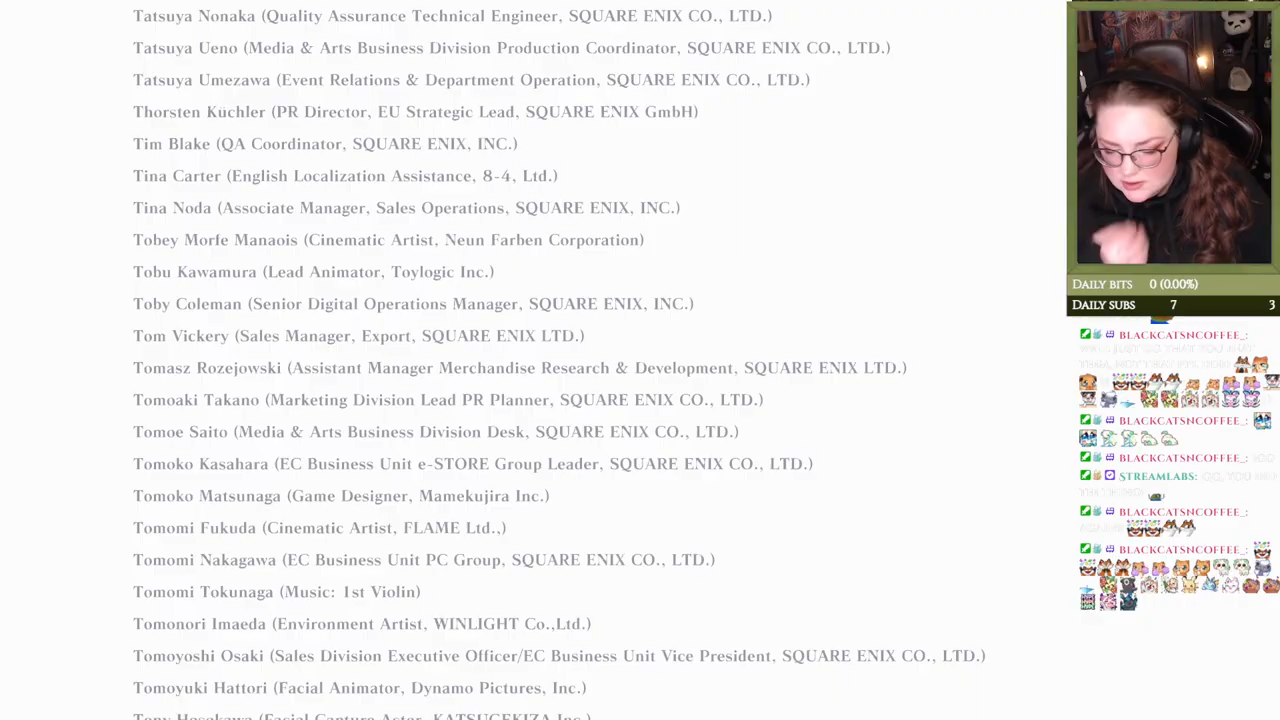 Tatsuya Nonaka (Quality Assurance Technical Engineer, SQUARE ENIX CO., LTD.)
Tatsuya Ueno (Media & Arts Business Division Production Coordinator, SQUARE ENIX CO., LTD.)
Tatsuya Umezawa (Event Relations & Department Operation, SQUARE ENIX CO., LTD.)
Thorsten Küchler (PR Director, EU Strategic Lead, SQUARE ENIX GmbH)
Tim Blake (QA Coordinator, SQUARE ENIX, INC.)
Tina Carter (English Localization Assistance, 8-4, Ltd.)
Tina Noda (Associate Manager, Sales Operations, SQUARE ENIX, INC.)
Tobey Morfe Manaois (Cinematic Artist, Neun Farben Corporation)
Tobu Kawamura (Lead Animator, Toylogic Inc.)
Toby Coleman (Senior Digital Operations Manager, SQUARE ENIX, INC.)
Tom Vickery (Sales Manager, Export, SQUARE ENIX LTD.)
Tomasz Rozejowski (Assistant Manager Merchandise Research & Development, SQUARE ENIX LTD.)
Tomoaki Takano (Marketing Division Lead PR Planner, SQUARE ENIX CO., LTD.)
Tomoe Saito (Media & Arts Business Division Desk, SQUARE ENIX CO., LTD.)
Tomoko Kasahara (EC Business Unit e-STORE Group Leader, SQUARE ENIX CO., LTD.)
Tomoko Matsunaga (Game Designer, Mamekujira Inc.)
Tomomi Fukuda (Cinematic Artist, FLAME Ltd.,)
Tomomi Nakagawa (EC Business Unit PC Group, SQUARE ENIX CO., LTD.)
Tomomi Tokunaga (Music: 1st Violin)
Tomonori Imaeda (Environment Artist, WINLIGHT Co.,Ltd.)
Tomoyoshi Osaki (Sales Division Executive Officer/EC Business Unit Vice President, SQUARE ENIX CO., LTD.)
Tomoyuki Hattori (Facial Animator, Dynamo Pictures, Inc.)
Tony Hosokawa (Facial Capture Actor, KATSUGEKIZA Inc.)
DAILY BITS 0 (0.00%)
DAILY SUBS 7 3
BLACKCATSNCOFFEE_:
BLACKCATSNCOFFEE_:
BLACKCATSNCOFFEE_:
STREAMLABS:
BLACKCATSNCOFFEE_:
BLACKCATSNCOFFEE_: